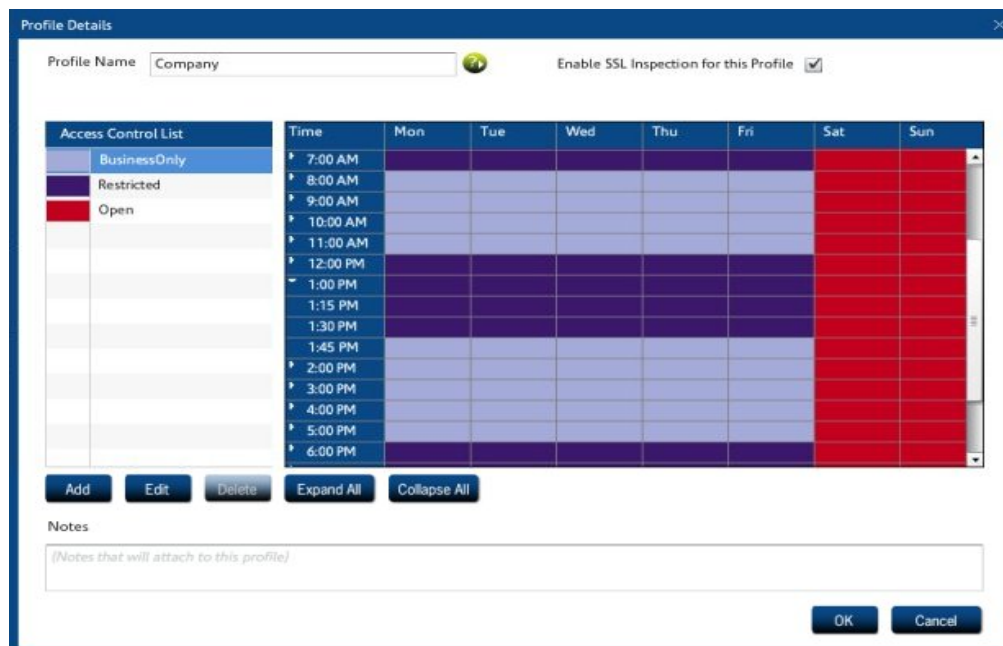 Profile Details
Profile Name Company Enable SSL Inspection for this Profile
Access Control List
BusinessOnly
Restricted
Open
Time Mon Tue Wed Thu Fri Sat Sun
7:00 AM
8:00 AM
9:00 AM
10:00 AM
11:00 AM
12:00 PM
1:00 PM
1:15 PM
1:30 PM
1:45 PM
2:00 PM
3:00 PM
4:00 PM
5:00 PM
6:00 PM
Add Edit Delete Expand All Collapse All
Notes
(Notes that will attach to this profile)
OK Cancel